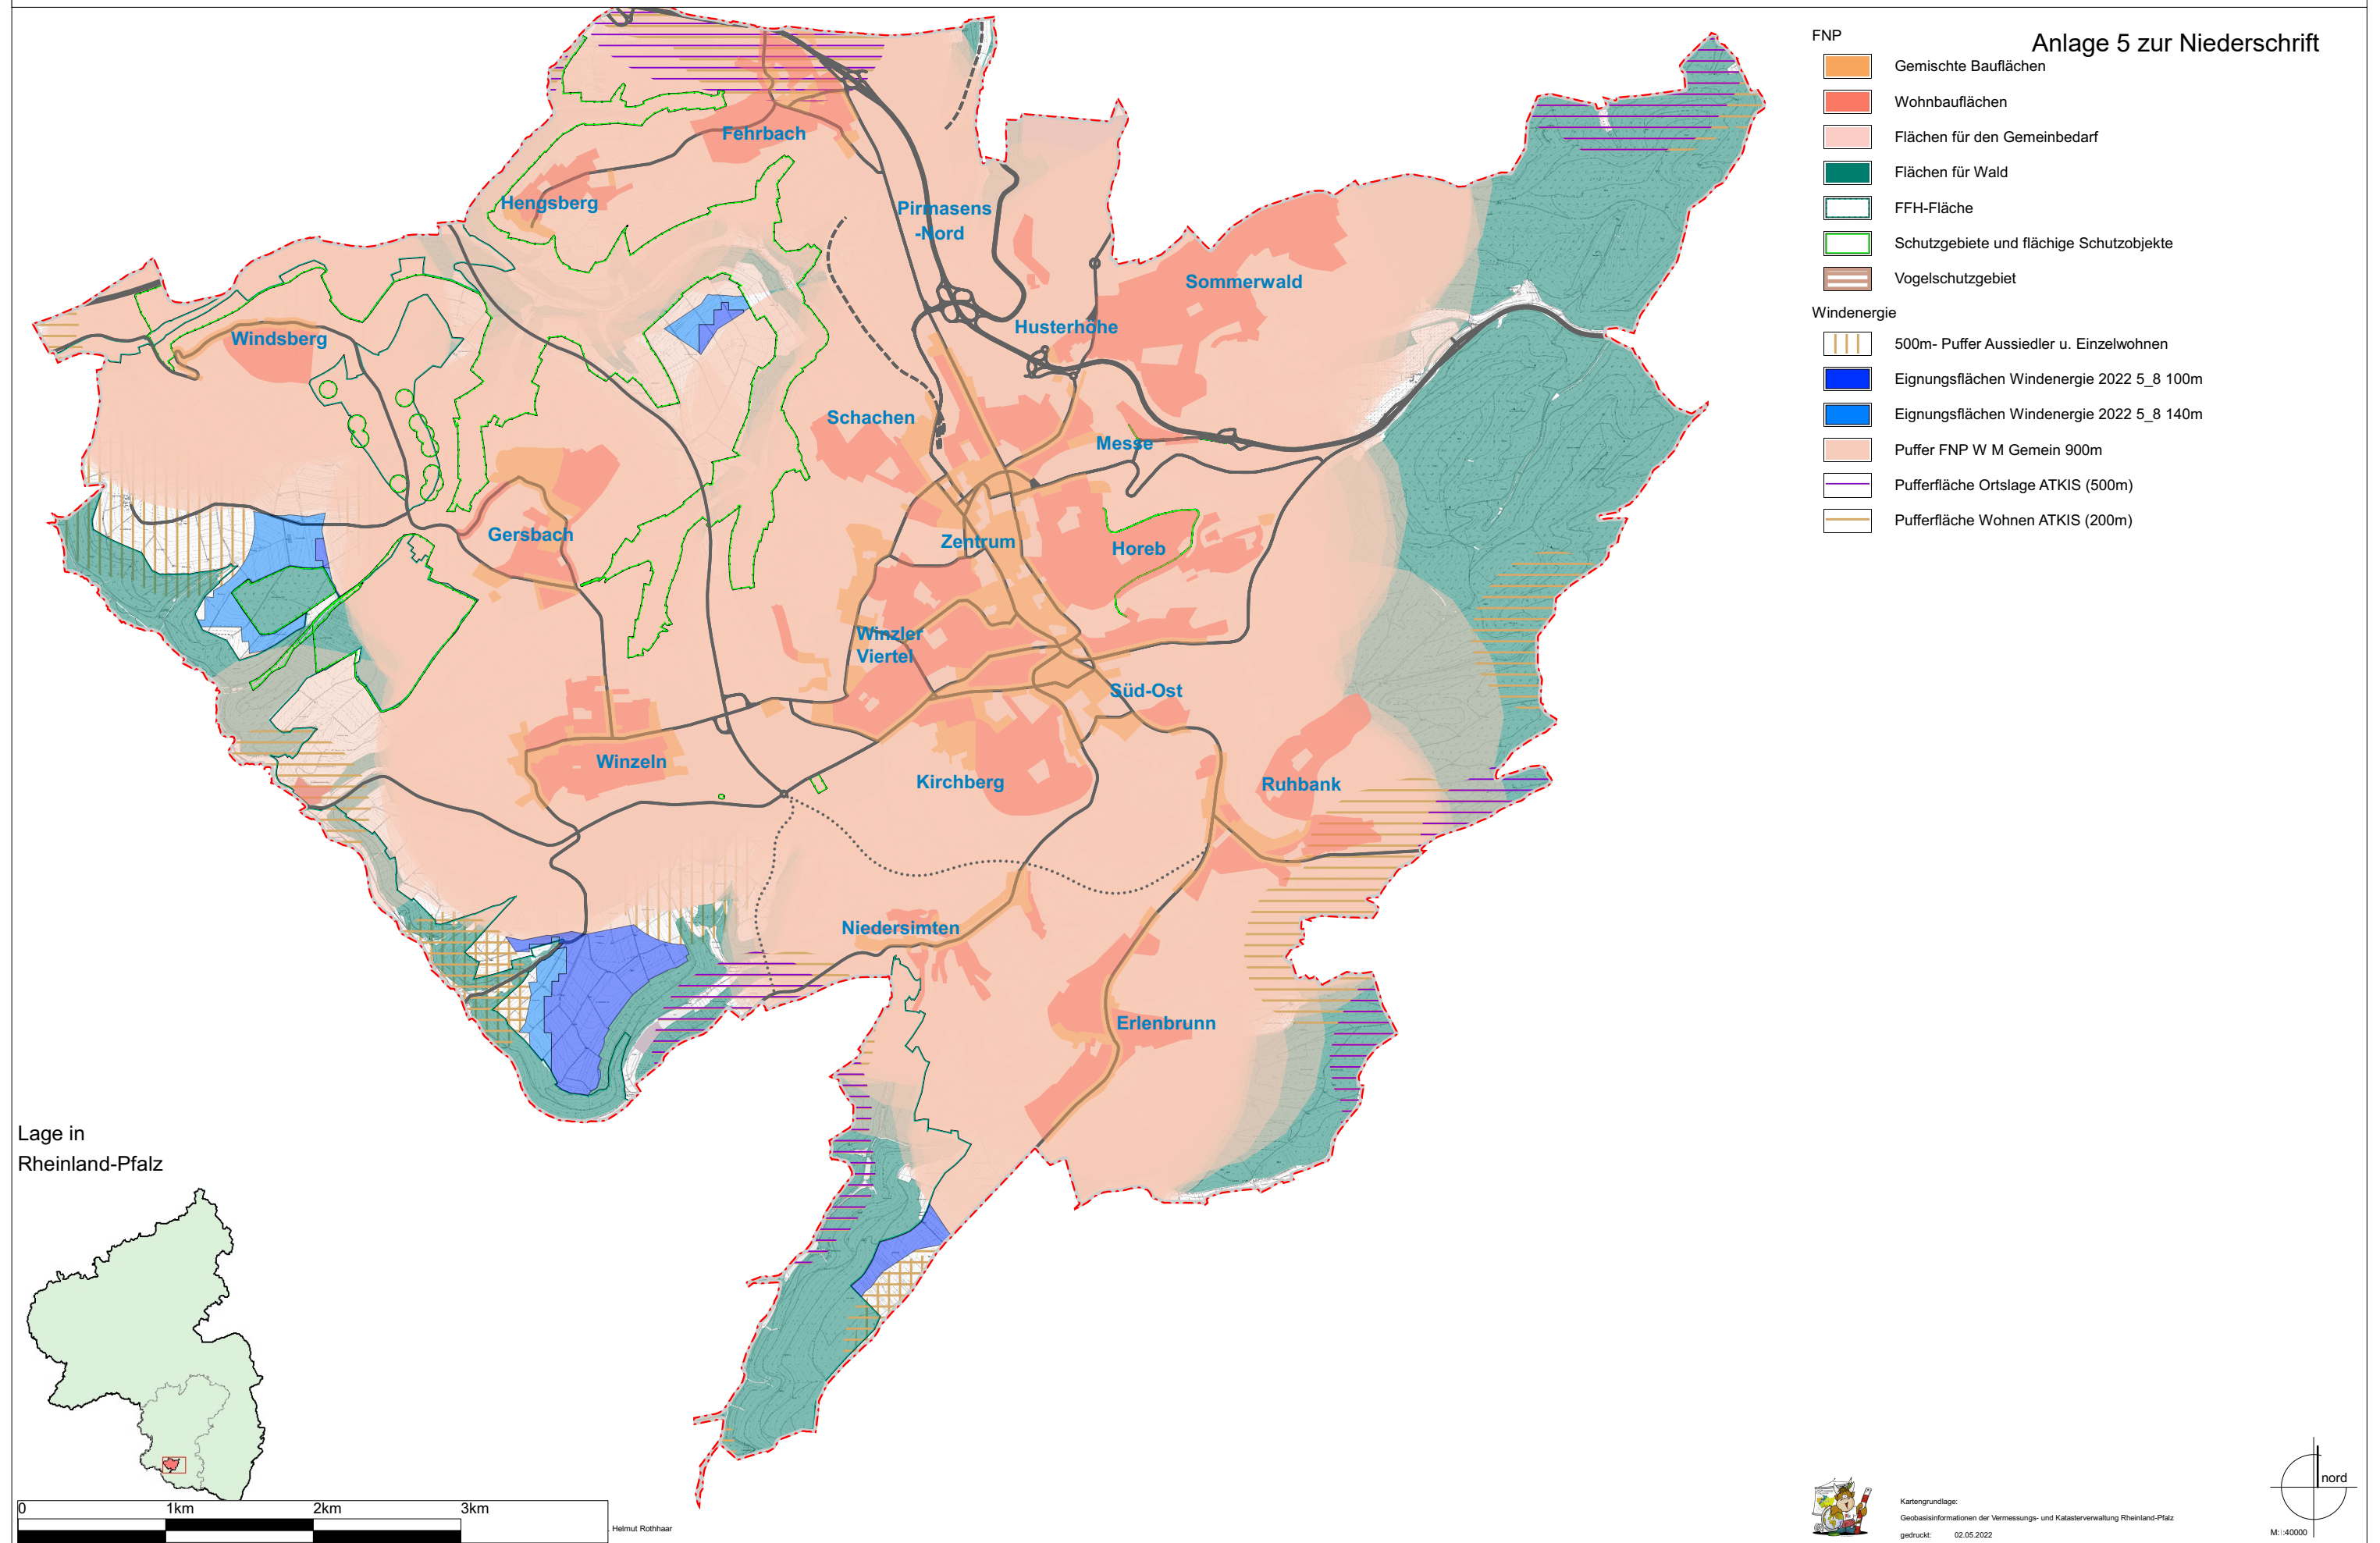 Anlage 5 zur Niederschrift
FNP
Gemischte Bauflächen
Wohnbauflächen
Flächen für den Gemeinbedarf
Flächen für Wald
FFH-Fläche
Schutzgebiete und flächige Schutzobjekte
Vogelschutzgebiet
Windenergie
500m- Puffer Aussiedler u. Einzelwohnen
Eignungsflächen Windenergie 2022 5_8 100m
Eignungsflächen Windenergie 2022 5_8 140m
Puffer FNP W M Gemein 900m
Pufferfläche Ortslage ATKIS (500m)
Pufferfläche Wohnen ATKIS (200m)
Fehrbach
Hengsberg
Pirmasens
-Nord
Sommerwald
Husterhöhe
Windsberg
Schachen
Messe
Gersbach
Zentrum
Horeb
Winzler
Viertel
Süd-Ost
Winzeln
Kirchberg
Ruhbank
Niedersimten
Erlenbrunn
Lage in
Rheinland-Pfalz
0 1km 2km 3km
Helmut Rothhaar
Kartengrundlage:
Geobasisinformationen der Vermessungs- und Katasterverwaltung Rheinland-Pfalz
gedruckt: 02.05.2022
nord
M: 40000